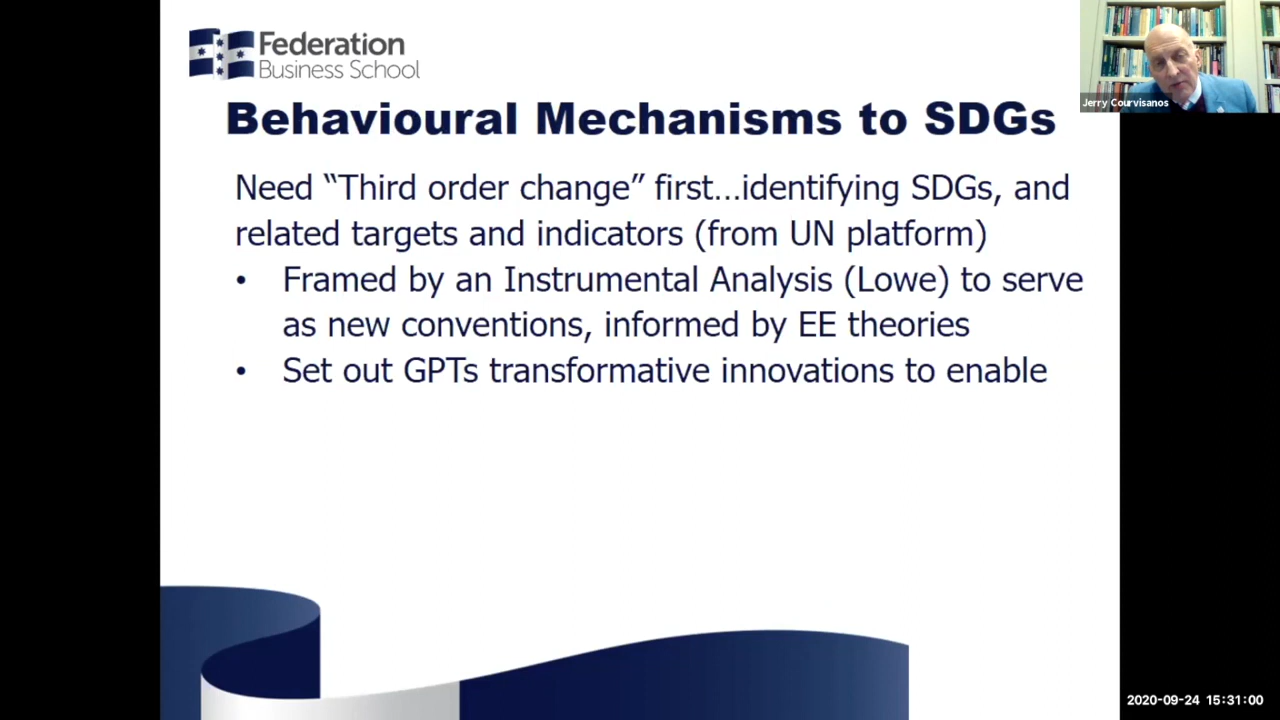 Federation
Business School
Jerry Courvisanos
Behavioural Mechanisms to SDGs
Need “Third order change” first…identifying SDGs, and
related targets and indicators (from UN platform)
• Framed by an Instrumental Analysis (Lowe) to serve
as new conventions, informed by EE theories
• Set out GPTs transformative innovations to enable
2020-09-24 15:31:00